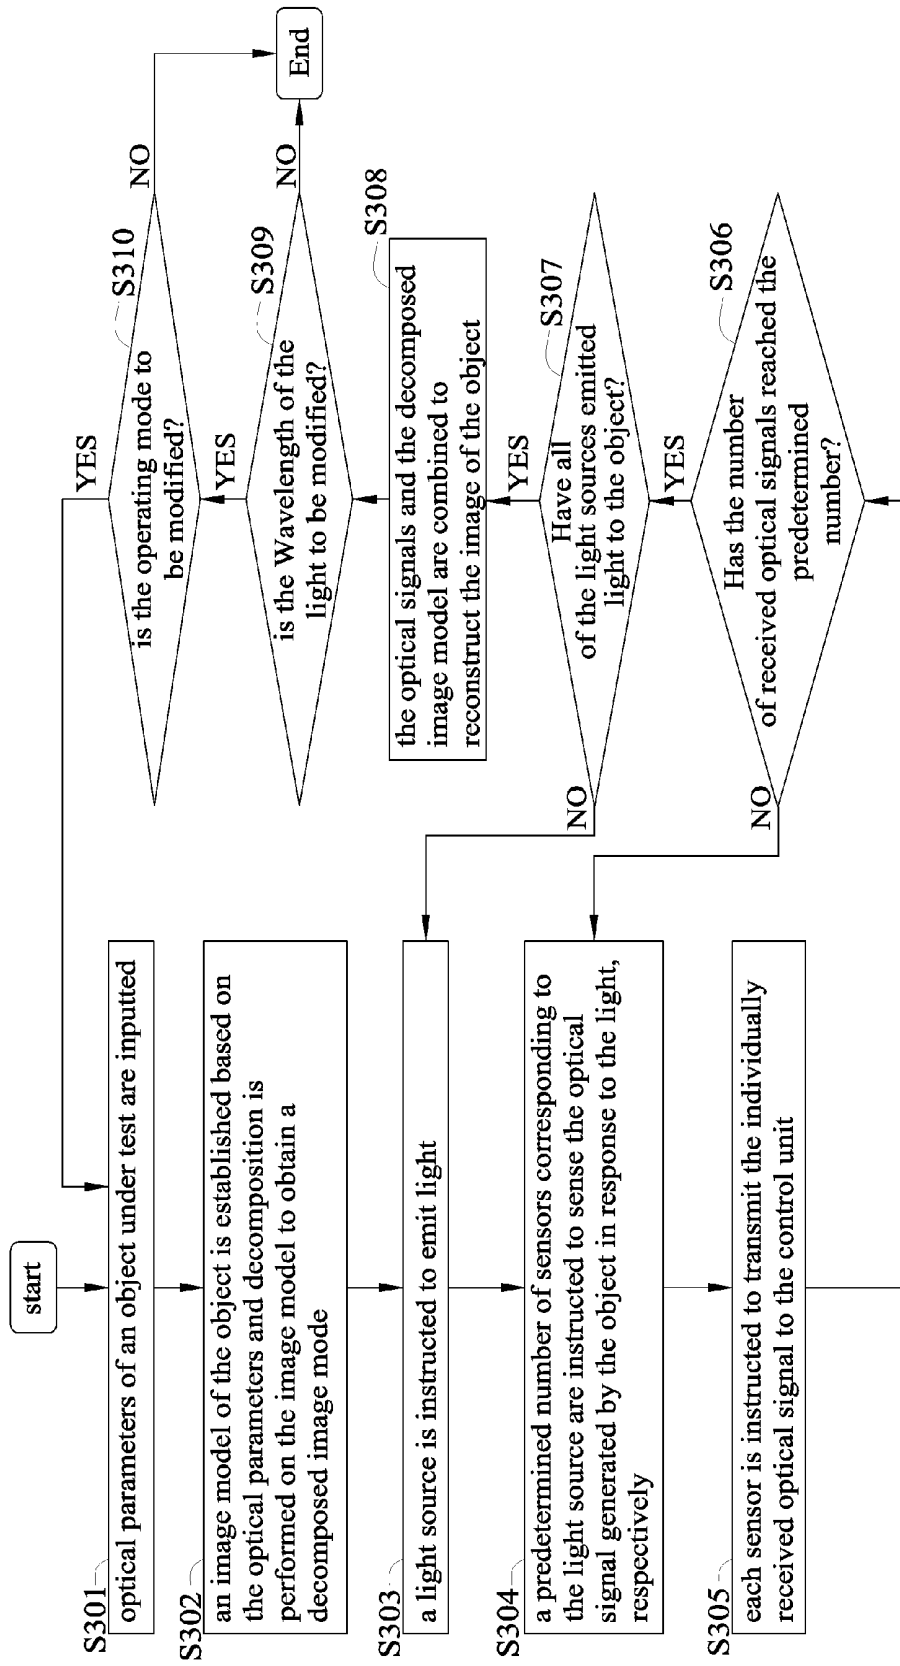 start
S301
optical parameters of an object under test are inputted
S302
an image model of the object is established based on
the optical parameters and decomposition is
performed on the image model to obtain a
decomposed image mode
S303
a light source is instructed to emit light
S304
a predetermined number of sensors corresponding to
the light source are instructed to sense the optical
signal generated by the object in response to the light,
respectively
S305
each sensor is instructed to transmit the individually
received optical signal to the control unit
S306
Has the number
of received optical signals reached the
predetermined
number?
NO
YES
S307
Have all
of the light sources emitted
light to the object?
NO
YES
S308
the optical signals and the decomposed
image model are combined to
reconstruct the image of the object
S309
is the Wavelength of the
light to be modified?
NO
YES
S310
is the operating mode to
be modified?
NO
YES
End